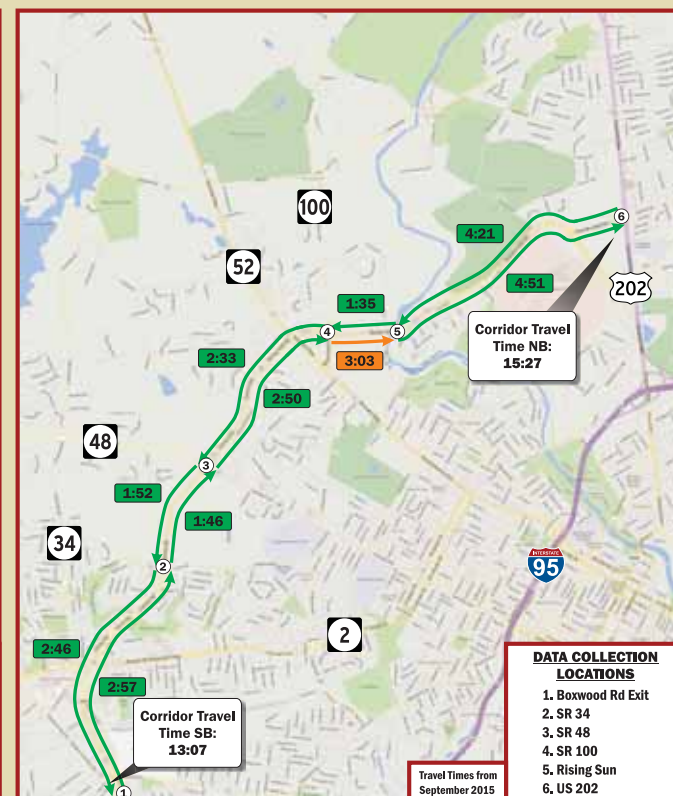 100
6
4:21
52
4:51
202
1:35
4
5
Corridor Travel
Time NB:
15:27
2:33
3:03
2:50
48
3
1:52
1:46
34
2
INTERSTATE
95
2
2:46
2:57
Corridor Travel
Time SB:
13:07
1
DATA COLLECTION
LOCATIONS
1. Boxwood Rd Exit
2. SR 34
3. SR 48
4. SR 100
5. Rising Sun
6. US 202
Travel Times from
September 2015